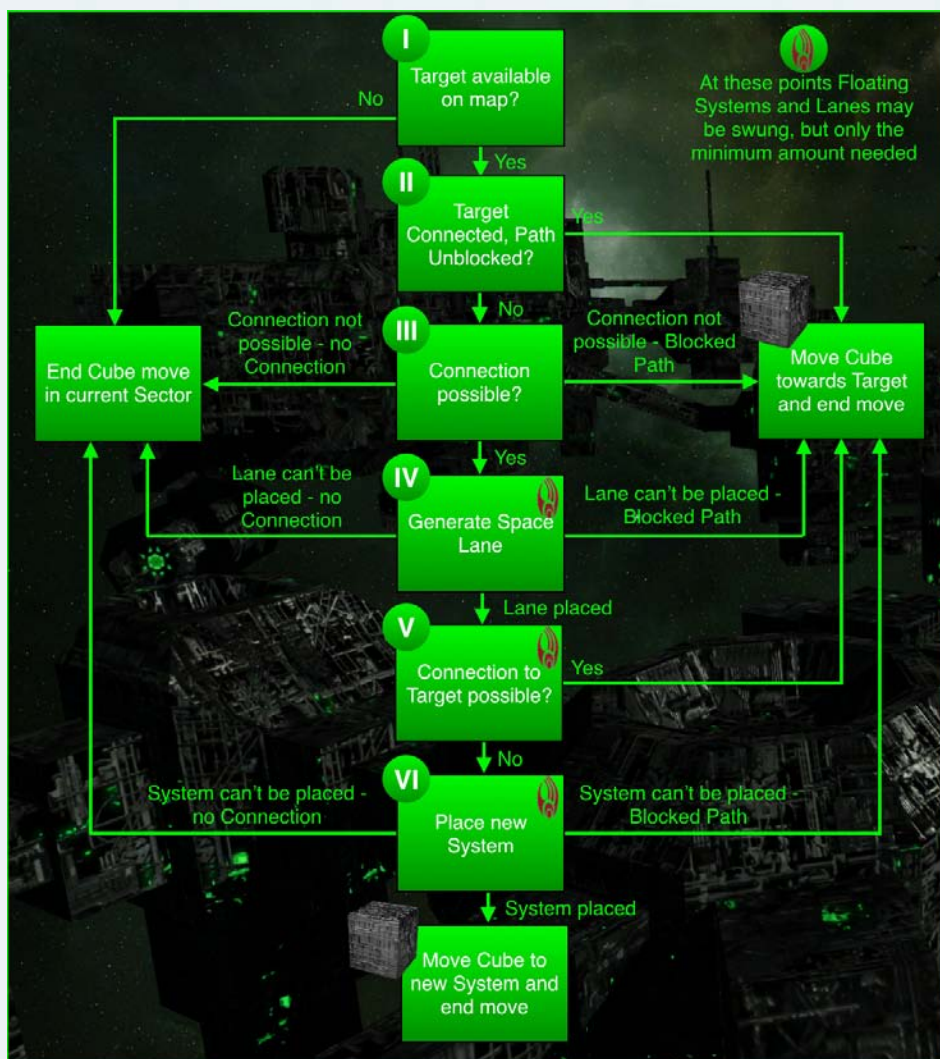 I
Target available
on map?
At these points Floating
Systems and Lanes may
be swung, but only the
minimum amount needed
No
Yes
II
Target
Connected, Path
Unblocked?
Yes
No
Connection not
possible - no
Connection
III
Connection
possible?
Connection not
possible - Blocked
Path
End Cube move
in current Sector
Move Cube
towards Target
and end move
Yes
Lane can't be
placed - no
Connection
IV
Generate Space
Lane
Lane can't be placed -
Blocked Path
Lane placed
V
Connection to
Target possible?
Yes
No
System can't be placed -
no Connection
VI
Place new
System
System can't be placed -
Blocked Path
System placed
Move Cube to
new System and
end move